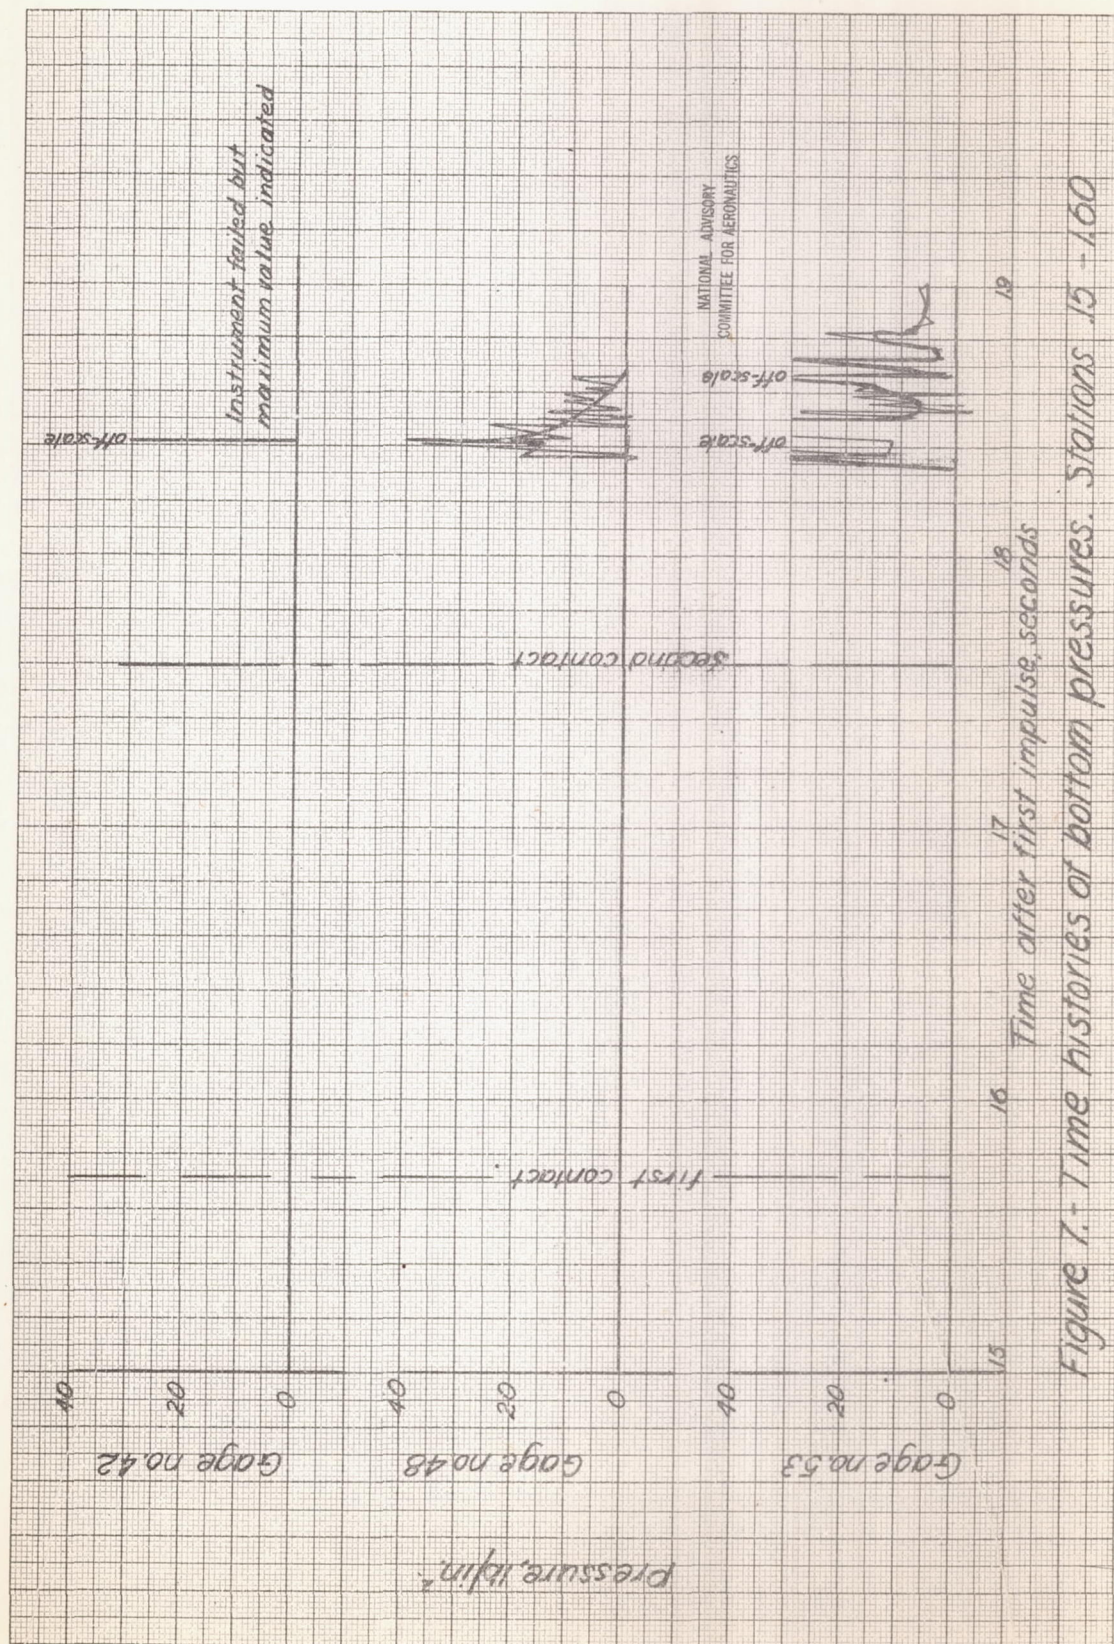 Pressure, lb/in.²
Gage no. 42
40
20
0
off-scale
Instrument failed but
maximum value indicated
Gage no. 48
40
20
0
first contact
second contact
NATIONAL ADVISORY
COMMITTEE FOR AERONAUTICS
Gage no. 53
40
20
0
off-scale
off-scale
15
16
17
18
19
Time after first impulse, seconds
Figure 7.- Time histories of bottom pressures. Stations .15 -1.60